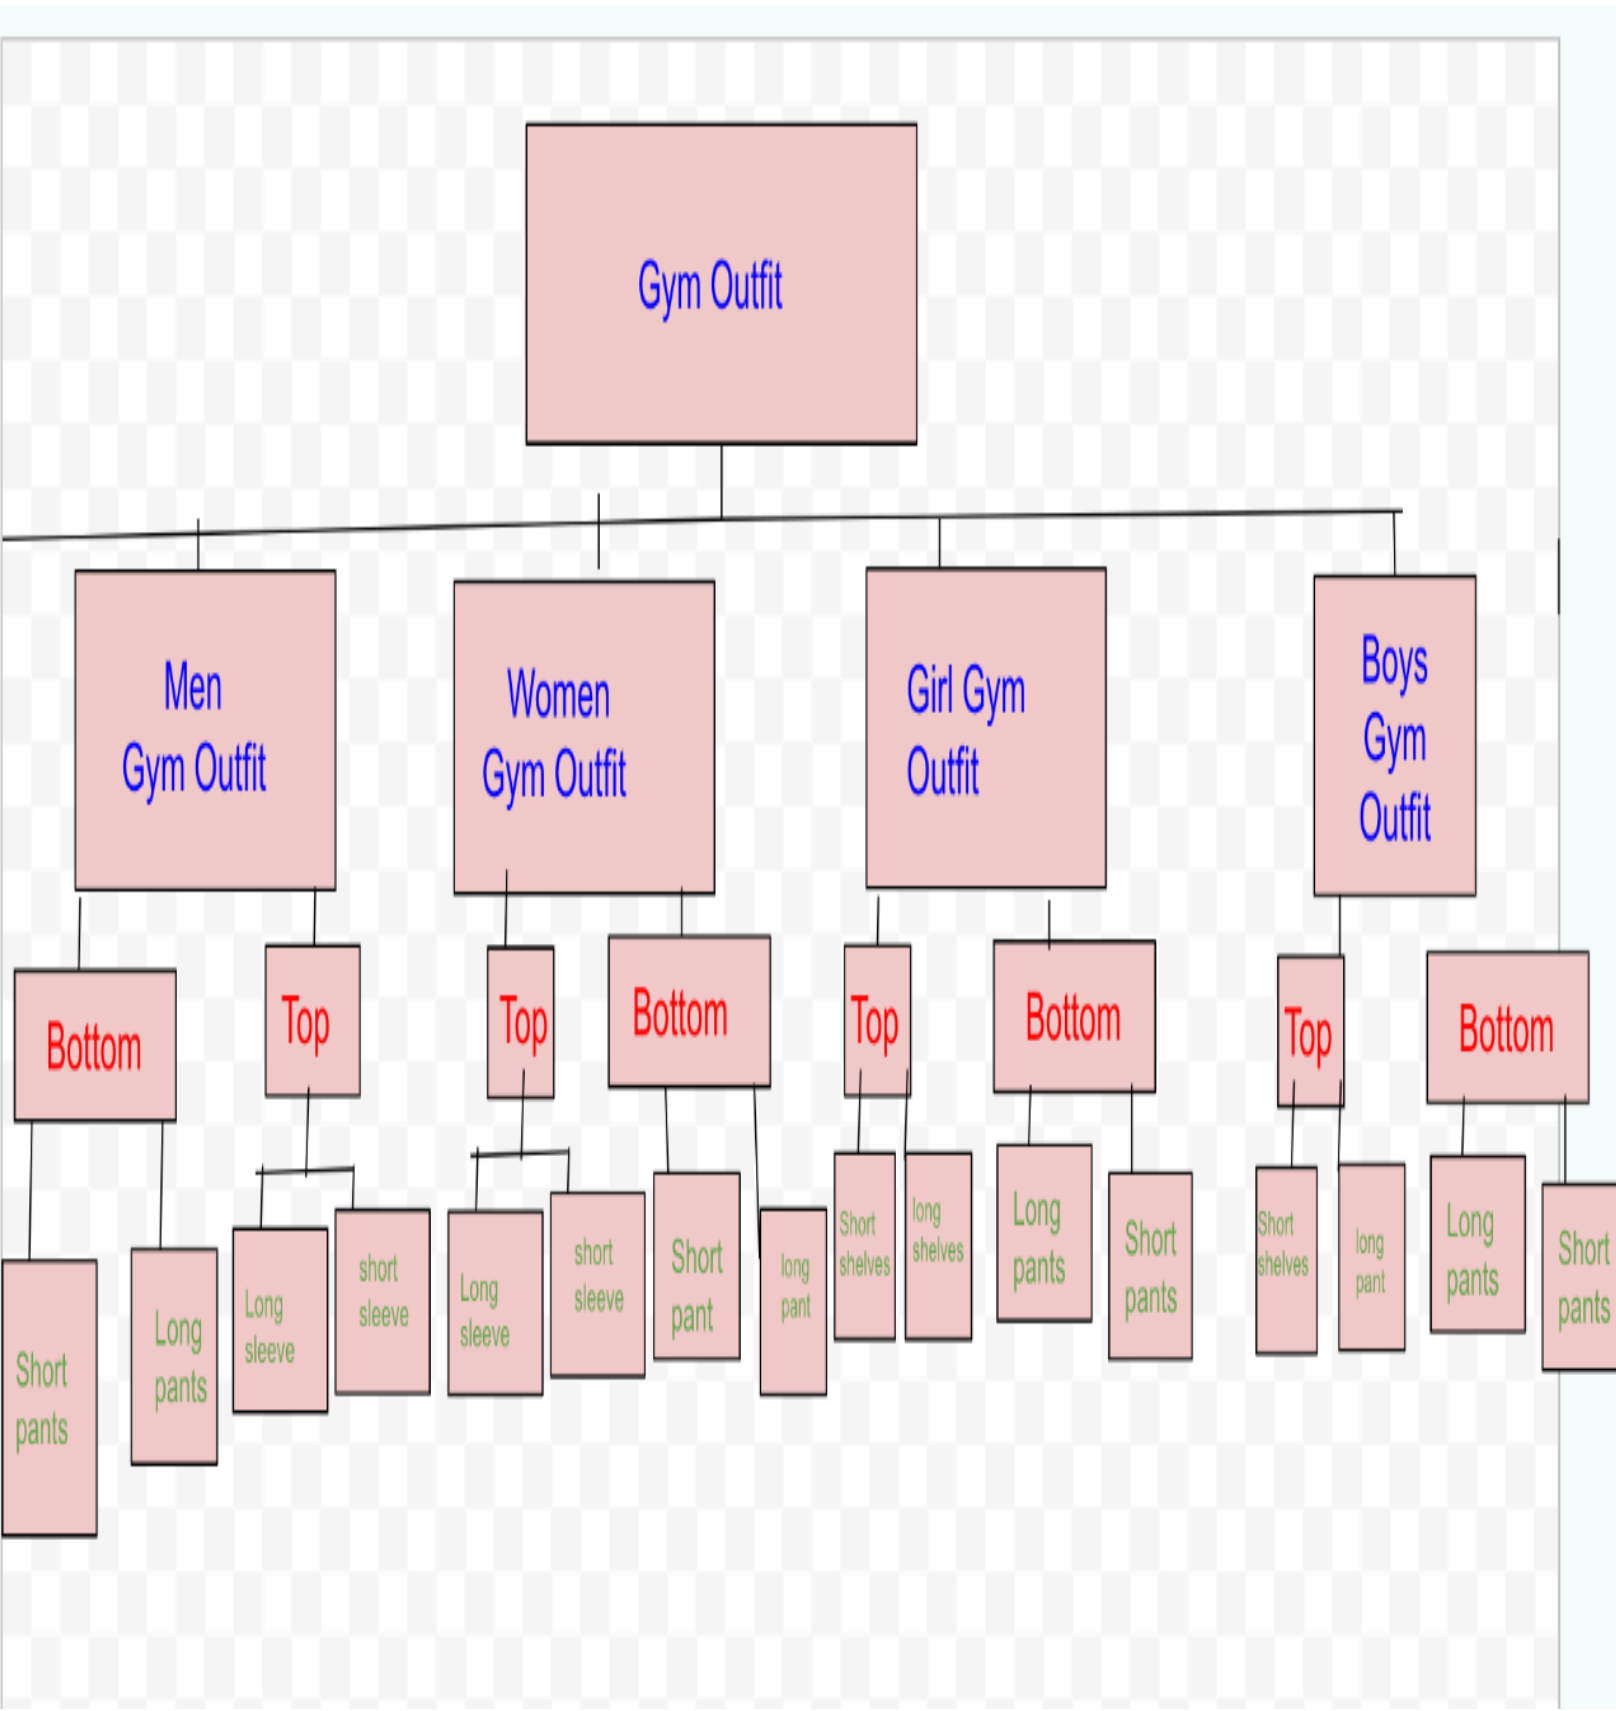 Gym Outfit
Men
Gym Outfit
Women
Gym Outfit
Girl Gym
Outfit
Boys
Gym
Outfit
Bottom
Top
Top
Bottom
Top
Bottom
Top
Bottom
Short
pants
Long
pants
Long
sleeve
short
sleeve
Long
sleeve
short
sleeve
Short
pant
long
pant
Short
shelves
long
shelves
Long
pants
Short
pants
Short
shelves
long
pant
Long
pants
Short
pants